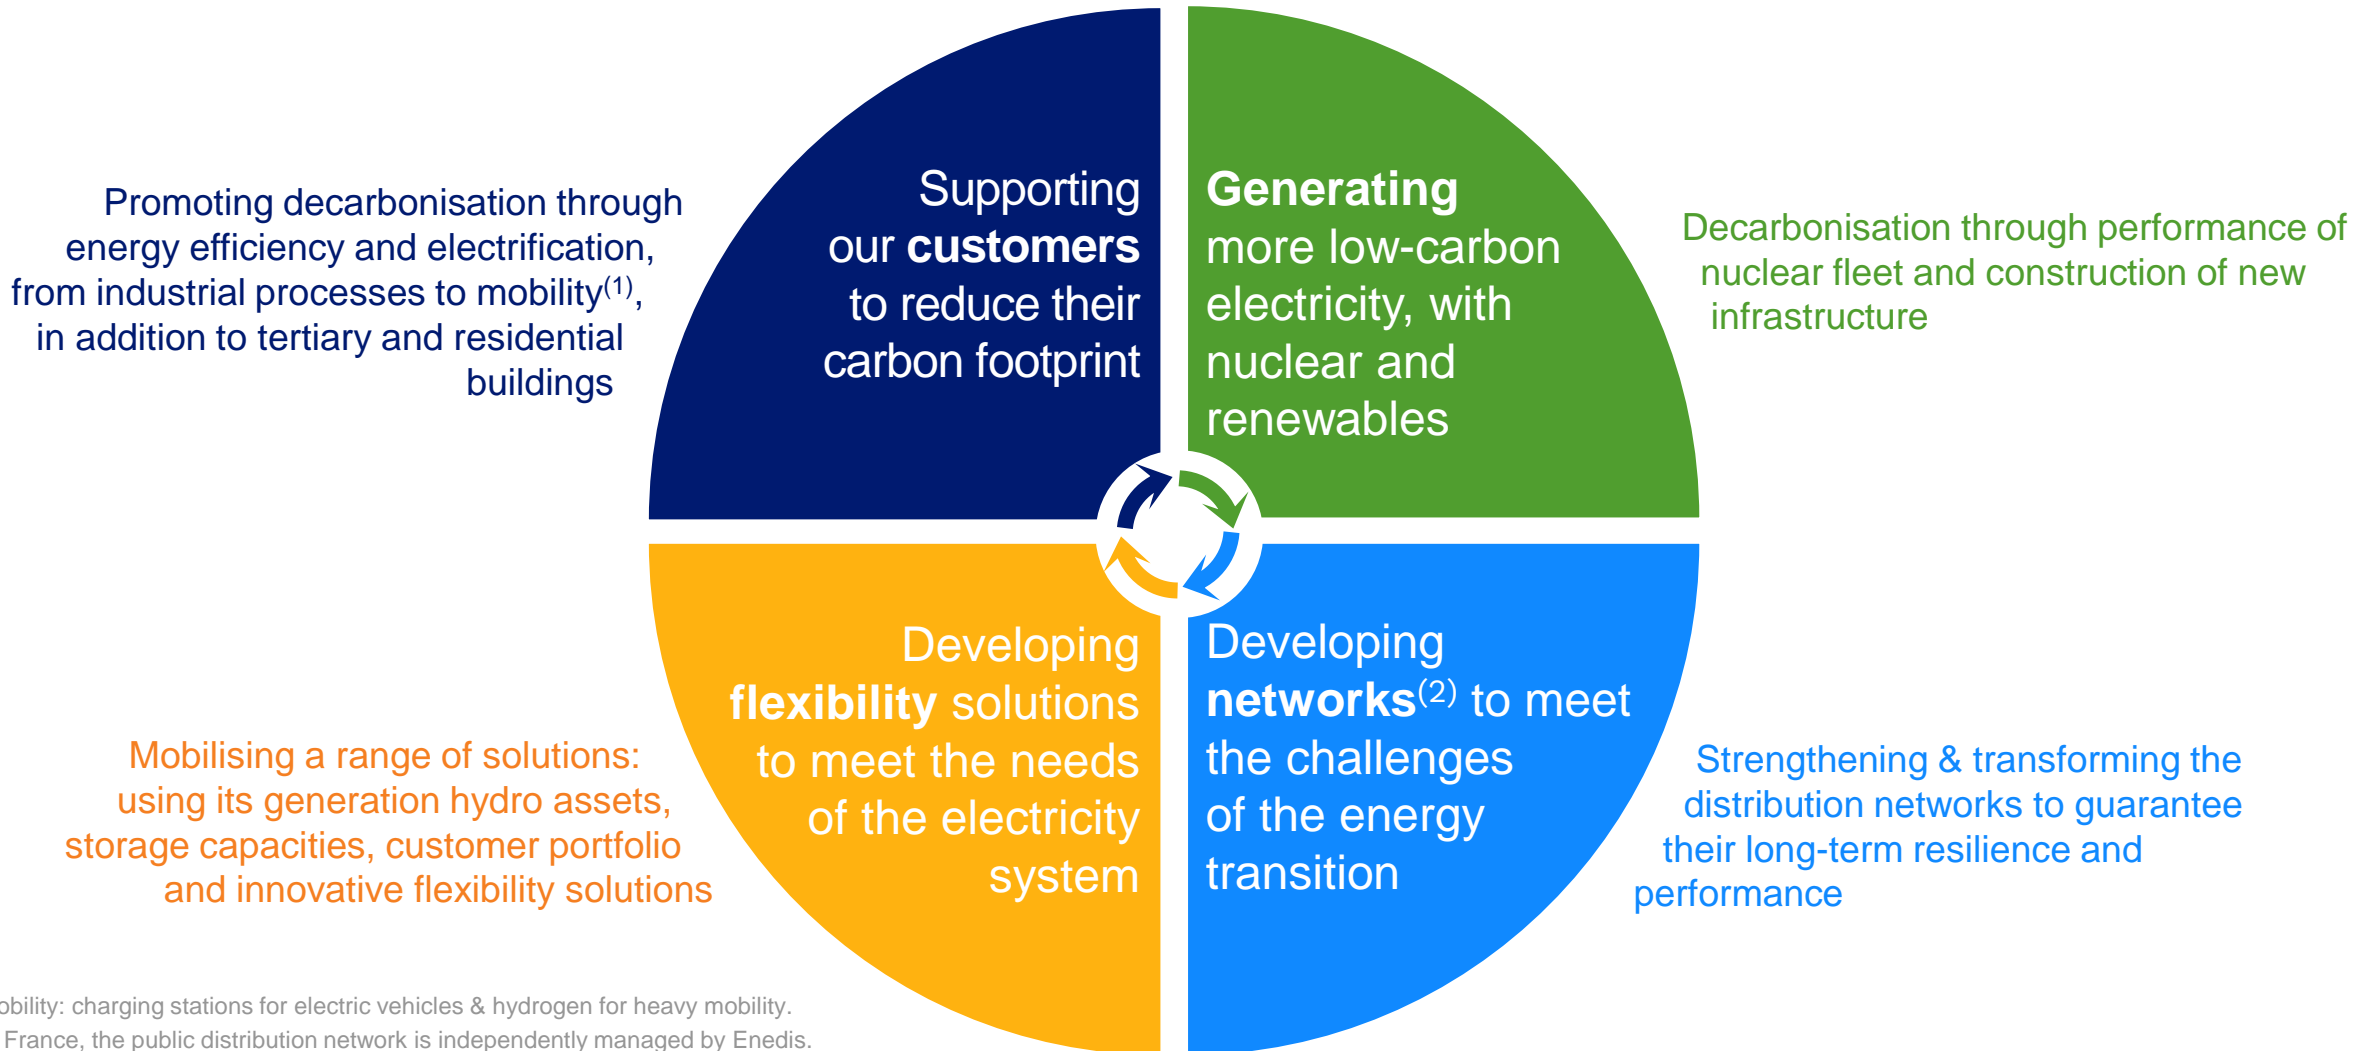 Promoting decarbonisation through
energy efficiency and electrification,
from industrial processes to mobility(1),
in addition to tertiary and residential
buildings
Supporting
our customers
to reduce their
carbon footprint
Generating
more low-carbon
electricity, with
nuclear and
renewables
Decarbonisation through performance of
nuclear fleet and construction of new
infrastructure
Mobilising a range of solutions:
using its generation hydro assets,
storage capacities, customer portfolio
and innovative flexibility solutions
Developing
flexibility solutions
to meet the needs
of the electricity
system
Developing
networks(2) to meet
the challenges
of the energy
transition
Strengthening & transforming the
distribution networks to guarantee
their long-term resilience and
performance
obility: charging stations for electric vehicles & hydrogen for heavy mobility.
France, the public distribution network is independently managed by Enedis.